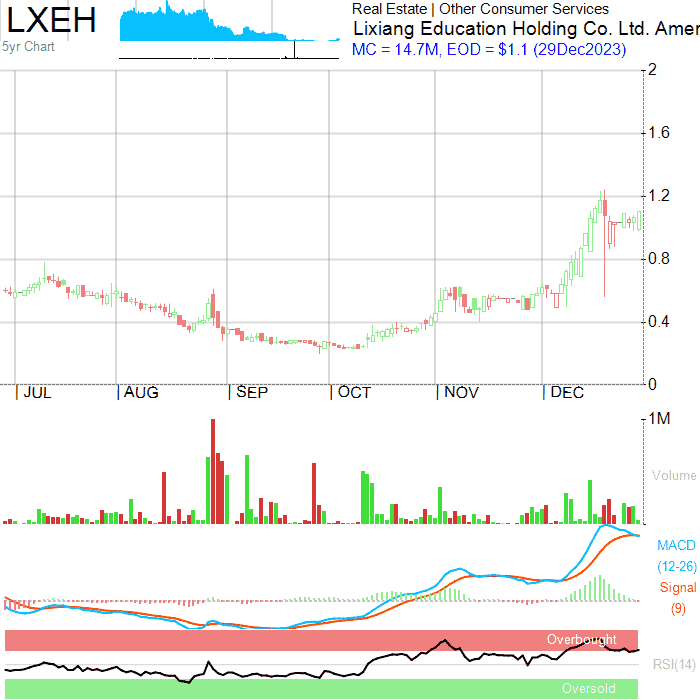 LXEH
5yr Chart
Real Estate | Other Consumer Services
Lixiang Education Holding Co. Ltd. Amer
MC = 14.7M, EOD = $1.1 (29Dec2023)
2
1.6
1.2
0.8
0.4
0
JUL AUG SEP OCT NOV DEC
1M
Volume
MACD
(12-26)
Signal
(9)
Overbought
RSI(14)
Oversold